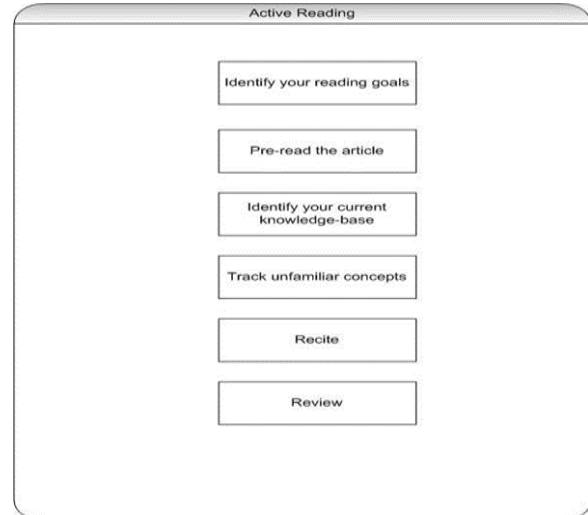 Active Reading
Identify your reading goals
Pre-read the article
Identify your current
knowledge-base
Track unfamiliar concepts
Recite
Review